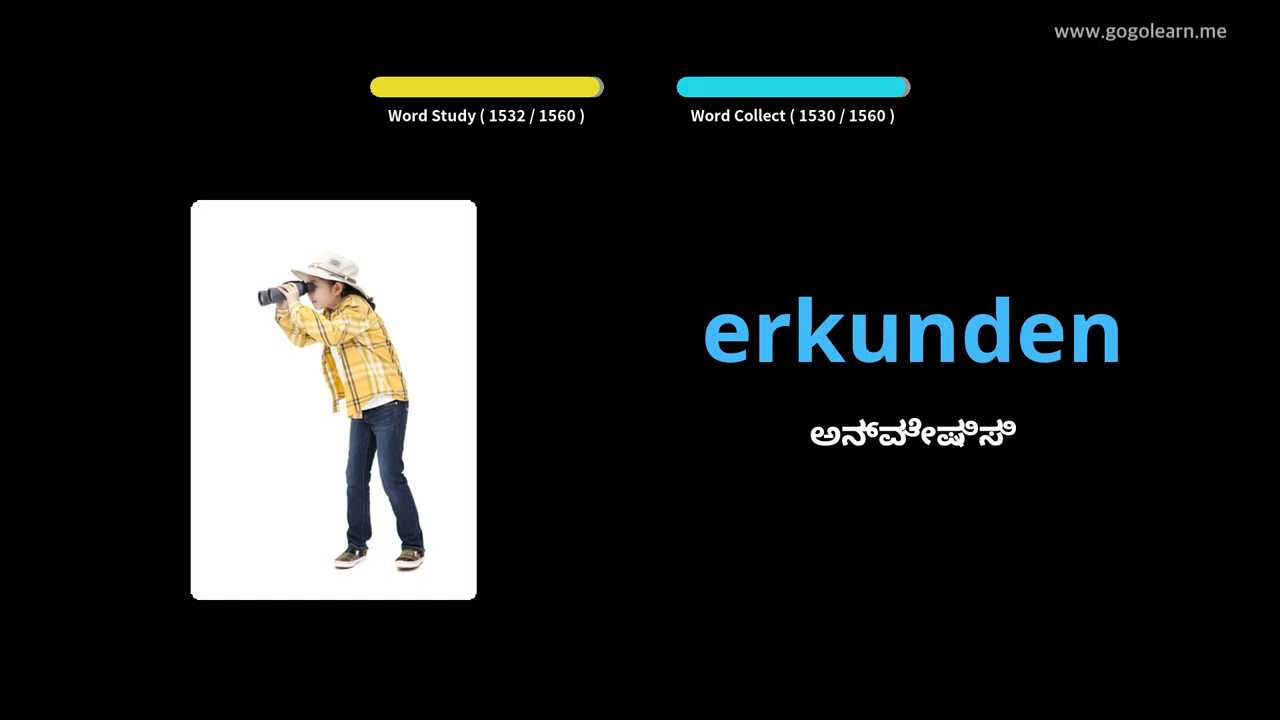 www.gogolearn.me
Word Study ( 1532 / 1560 )
Word Collect ( 1530 / 1560 )
erkunden
ಅನ್ವೇಷಿಸಿ